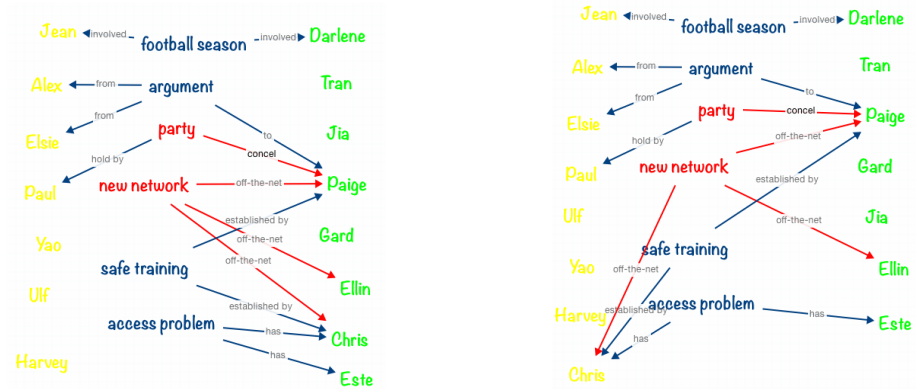 Jean
involved
football season
involved
Darlene
Alex
from
argument
Tran
from
Elsie
party
to
Jia
concel
hold by
Paul
new network
off-the-net
Paige
established by
off-the-net
Gard
Yao
off-the-net
safe training
Ulf
Ellin
established by
access problem
has
Chris
has
Harvey
Este
Jean
involved
football season
involved
Darlene
Alex
from
argument
Tran
from
to
Elsie
party
concel
Paige
off-the-net
hold by
Paul
new network
established by
Gard
Ulf
off-the-net
Jia
safe training
Yao
off-the-net
Ellin
Harvey
established by
access problem
has
Este
has
Chris